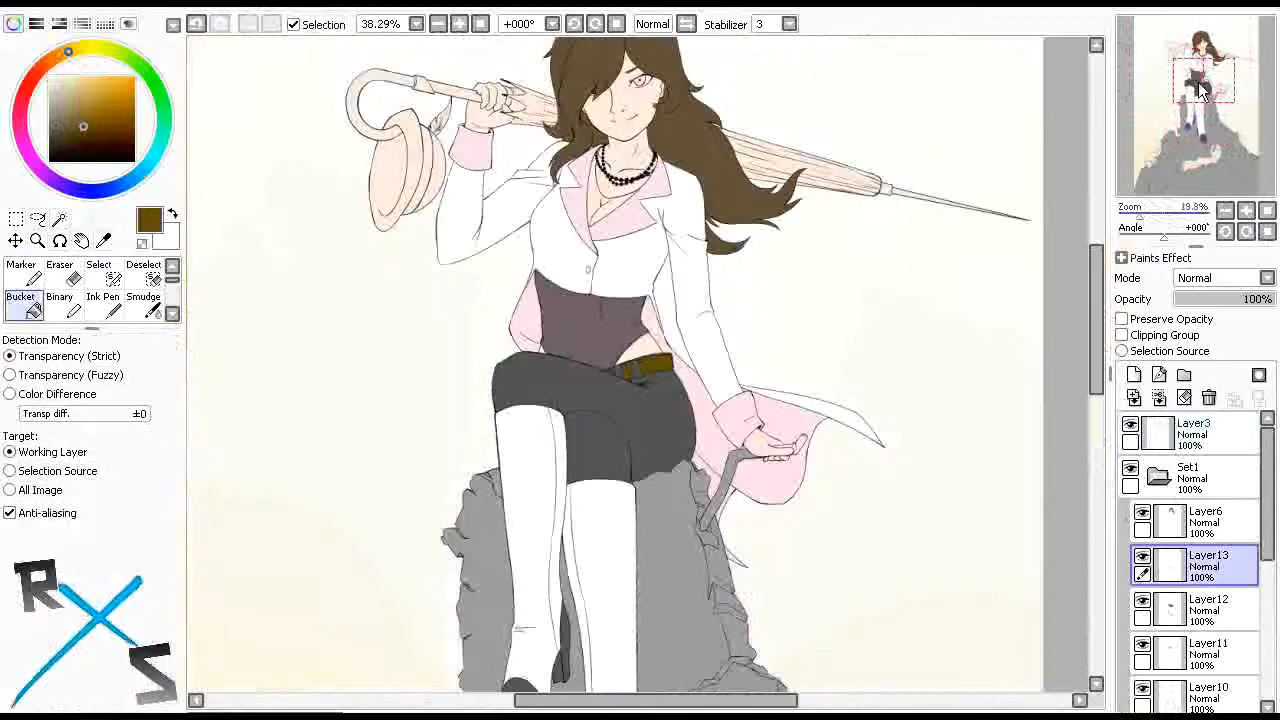 Selection 38.29% +000° Normal Stabilizer 3
Zoom 19.8%
Angle +000°
Marker Eraser Select Deselect
Bucket Binary Ink Pen Smudge
Detection Mode:
Transparency (Strict)
Transparency (Fuzzy)
Color Difference
Transp diff. ±0
Target:
Working Layer
Selection Source
All Image
Anti-aliasing
R X S
Paints Effect
Mode Normal
Opacity 100%
Preserve Opacity
Clipping Group
Selection Source
Layer3
Normal
100%
Set1
Normal
100%
Layer6
Normal
100%
Layer13
Normal
100%
Layer12
Normal
100%
Layer11
Normal
100%
Layer10
Normal
100%